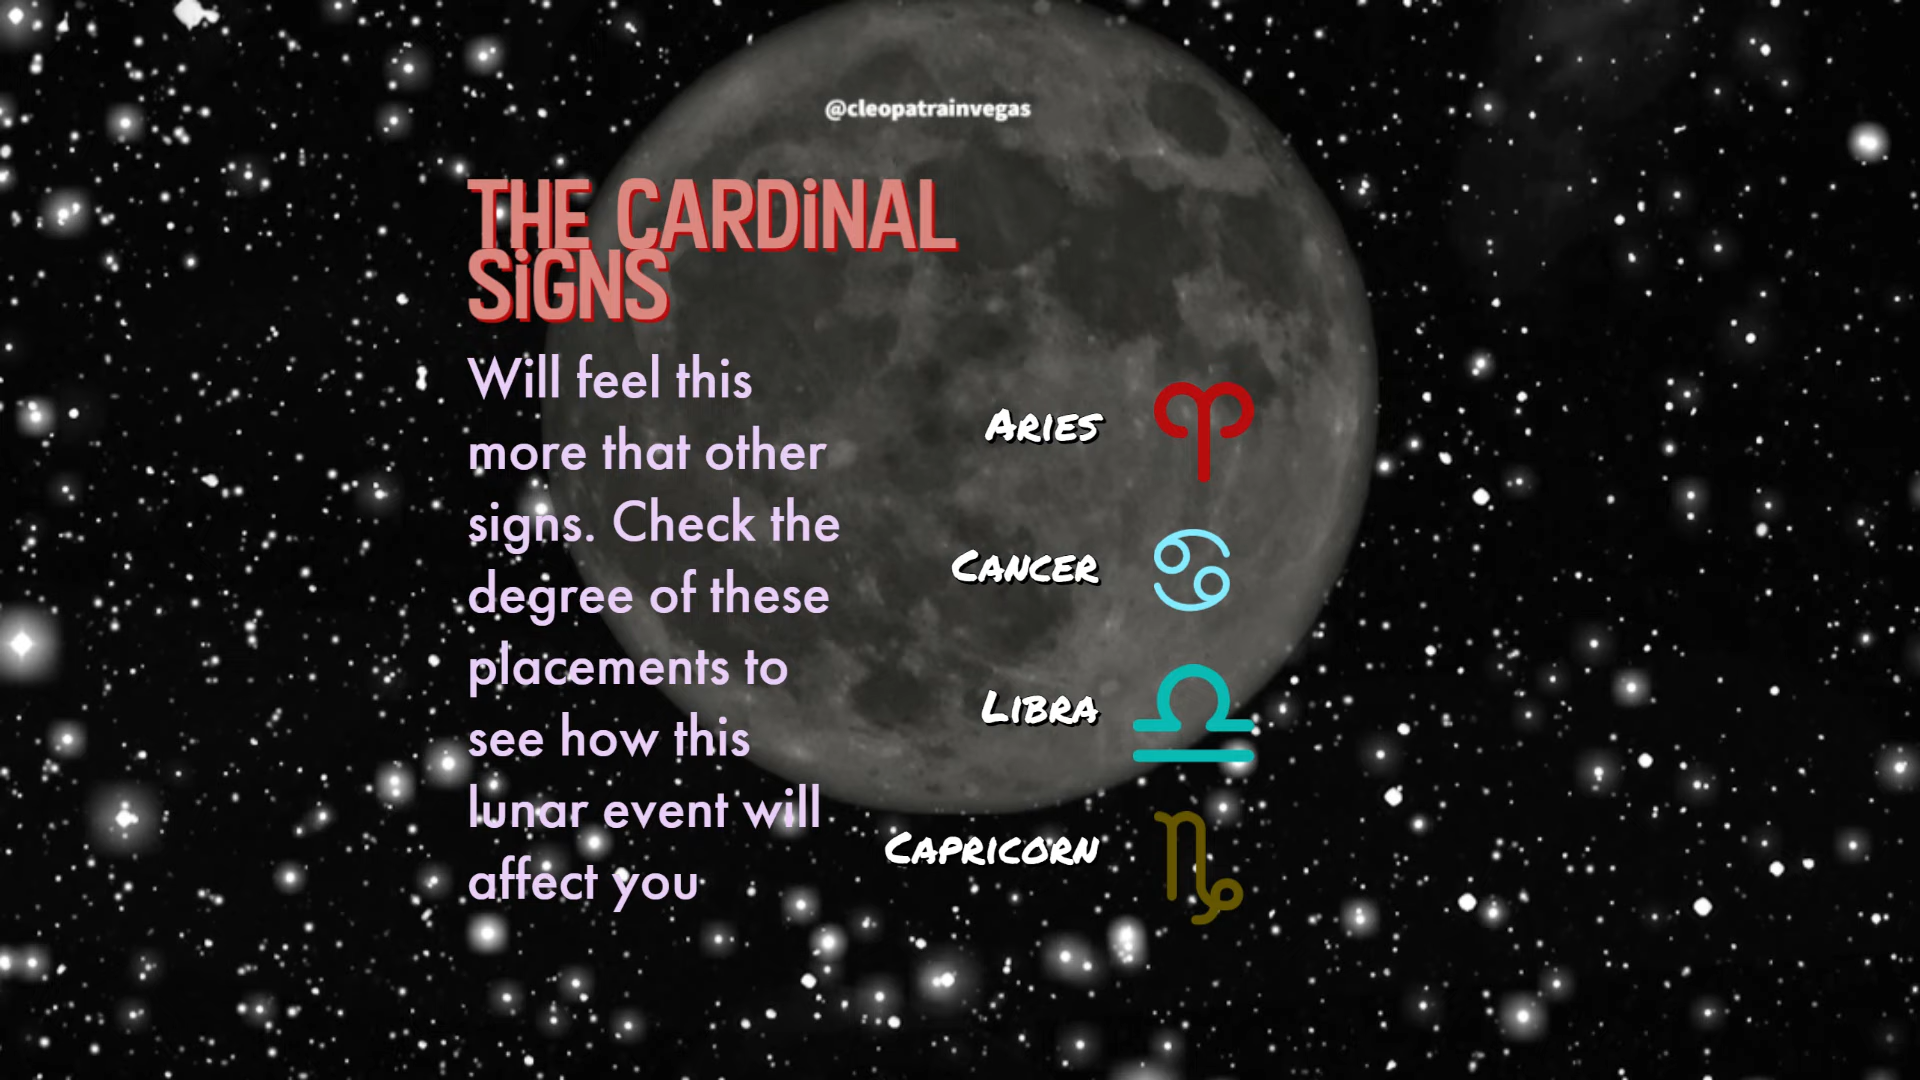 @cleopatrainvegas
THE CARDiNAL
SiGNS
Will feel this
more that other
signs. Check the
degree of these
placements to
see how this
lunar event will
affect you
Aries
Cancer
Libra
Capricorn